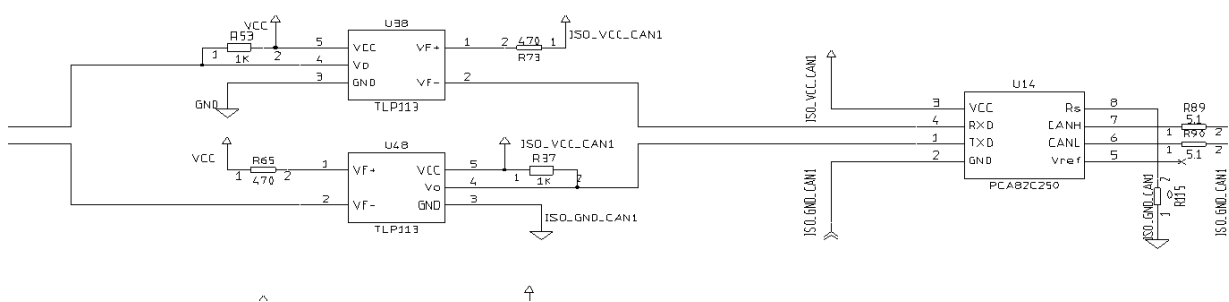 U38
VCC
R53
1 2
1K
5 VCC VF+ 1
4 VO
3 GND VF- 2
GND
TLP113
2 470 1
R73
ISO_VCC_CAN1
U48
VCC
R65
1 470 2
1 VF+ VCC 5
Vo 4
2 VF- GND 3
TLP113
ISO_VCC_CAN1
R37
1 1K 2
ISO_GND_CAN1
ISO_VCC_CAN1
ISO_GND_CAN1
U14
3 VCC Rs 8
4 RXD CANH 7
1 TXD CANL 6
2 GND Vref 5
PCA82C250
R89
1 5.1 2
R90
1 5.1 2
ISO_GND_CAN1
2
0
R115
1
ISO_GND_CAN1